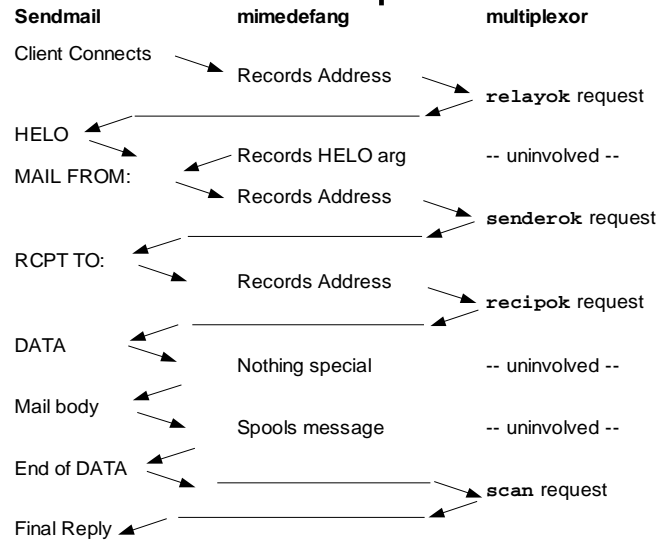 Sendmail mimedefang multiplexor
Client Connects
Records Address
relayok request
HELO
Records HELO arg -- uninvolved --
MAIL FROM:
Records Address
senderok request
RCPT TO:
Records Address
recipok request
DATA
Nothing special -- uninvolved --
Mail body
Spools message -- uninvolved --
End of DATA
scan request
Final Reply